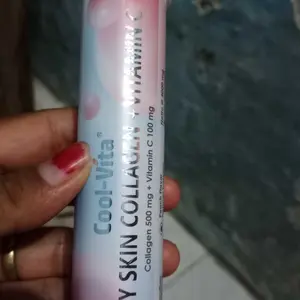 Cool-Vita®
Y SKIN COLLAGEN + VITAMIN C
Collagen 500 mg + Vitamin C 100 mg